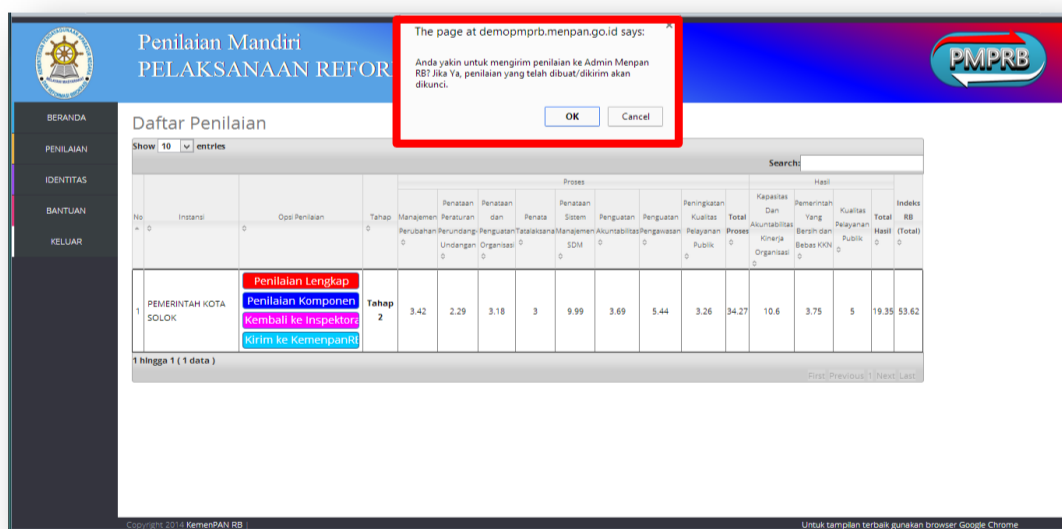 Penilaian Mandiri
PELAKSANAAN REFOR
The page at demopmprb.menpan.go.id says:
Anda yakin untuk mengirim penilaian ke Admin Menpan
RB? Jika Ya, penilaian yang telah dibuat/dikirim akan
dikunci.
OK
Cancel
PMPRB
BERANDA
PENILAIAN
IDENTITAS
BANTUAN
KELUAR
Daftar Penilaian
Show 10 entries
Search:
No
Instansi
Opsi Penilaian
Tahap
Proses
Hasil
Manajemen
Perubahan
Penataan
Peraturan
Perundang-
Undangan
Penataan
dan
Penguatan
Organisasi
Penata
Tatalaksana
Penataan
Sistem
Manajemen
SDM
Penguatan
Akuntabilitas
Penguatan
Pengawasan
Peningkatan
Kualitas
Pelayanan
Publik
Total
Proses
Kapasitas
Dan
Akuntabilitas
Kinerja
Organisasi
Pemerintah
Yang
Bersih dan
Bebas KKN
Kualitas
Pelayanan
Publik
Total
Hasil
Indeks
RB
(Total)
1
PEMERINTAH KOTA
SOLOK
Penilaian Lengkap
Penilaian Komponen
Kembali ke Inspektora
Kirim ke KemenpanRB
Tahap
2
3.42 2.29 3.18 3 9.99 3.69 5.44 3.26 34.27 10.6 3.75 5 19.35 53.62
1 hingga 1 ( 1 data )
First Previous 1 Next Last
Copyright 2014 KemenPAN RB |
Untuk tampilan terbaik gunakan browser Google Chrome